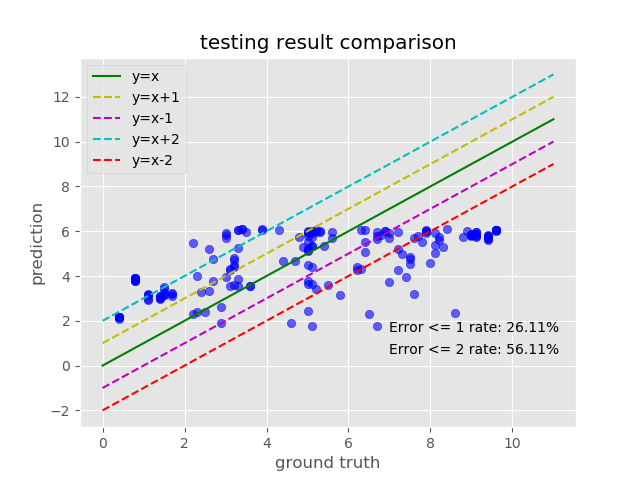 testing result comparison
y=x
y=x+1
y=x-1
y=x+2
y=x-2
12
10
8
6
4
2
0
−2
prediction
Error <= 1 rate: 26.11%
Error <= 2 rate: 56.11%
0
2
4
6
8
10
ground truth